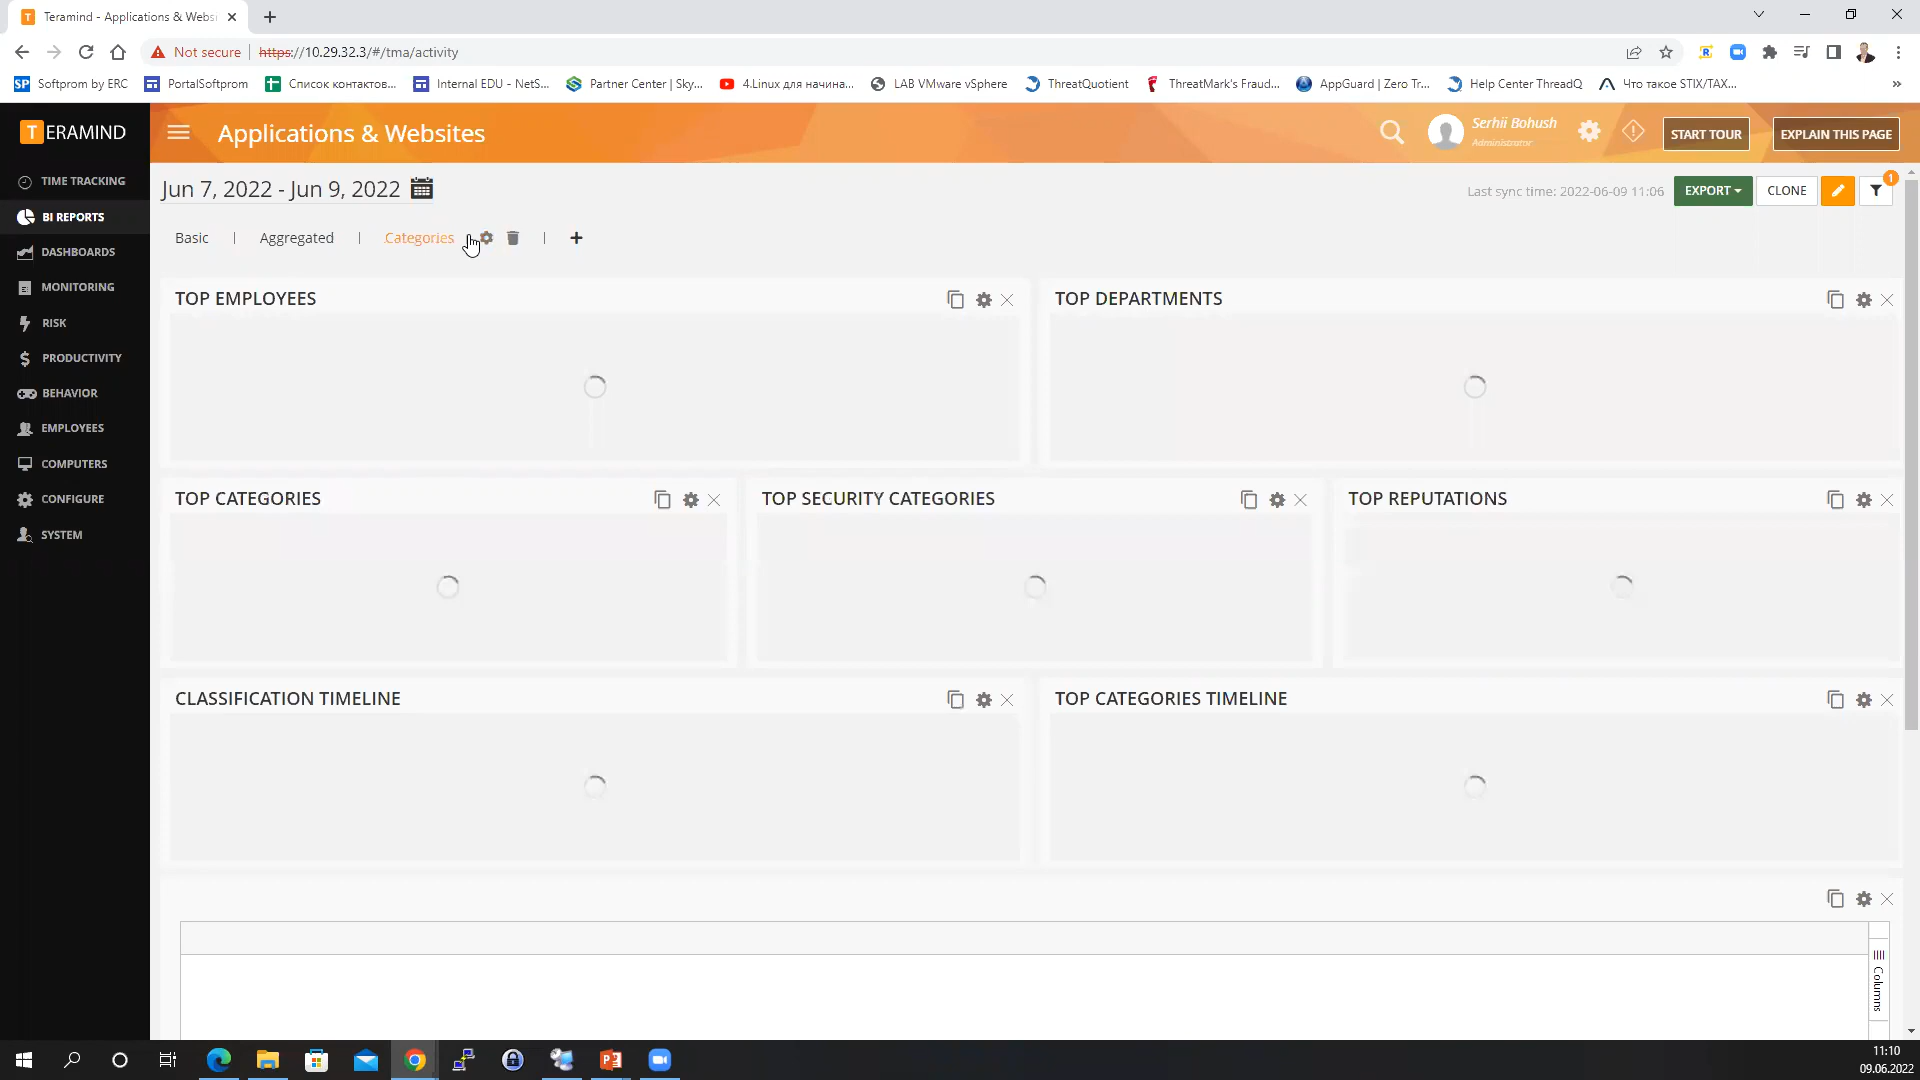 Teramind - Applications & Websi
Not secure
https://10.29.32.3/#/tma/activity
Softprom by ERC
PortalSoftprom
Список контактов...
Internal EDU - NetS...
Partner Center | Sky...
4.Linux для начина...
LAB VMware vSphere
ThreatQuotient
ThreatMark's Fraud...
AppGuard | Zero Tr...
Help Center ThreadQ
Что такое STIX/TAX...
»
TERAMIND
Applications & Websites
Serhii Bohush
Administrator
START TOUR
EXPLAIN THIS PAGE
TIME TRACKING
BI REPORTS
DASHBOARDS
MONITORING
RISK
PRODUCTIVITY
BEHAVIOR
EMPLOYEES
COMPUTERS
CONFIGURE
SYSTEM
Jun 7, 2022 - Jun 9, 2022
Last sync time: 2022-06-09 11:06
EXPORT
CLONE
1
Basic | Aggregated | Categories | +
TOP EMPLOYEES
TOP DEPARTMENTS
TOP CATEGORIES
TOP SECURITY CATEGORIES
TOP REPUTATIONS
CLASSIFICATION TIMELINE
TOP CATEGORIES TIMELINE
Columns
11:10
09.06.2022